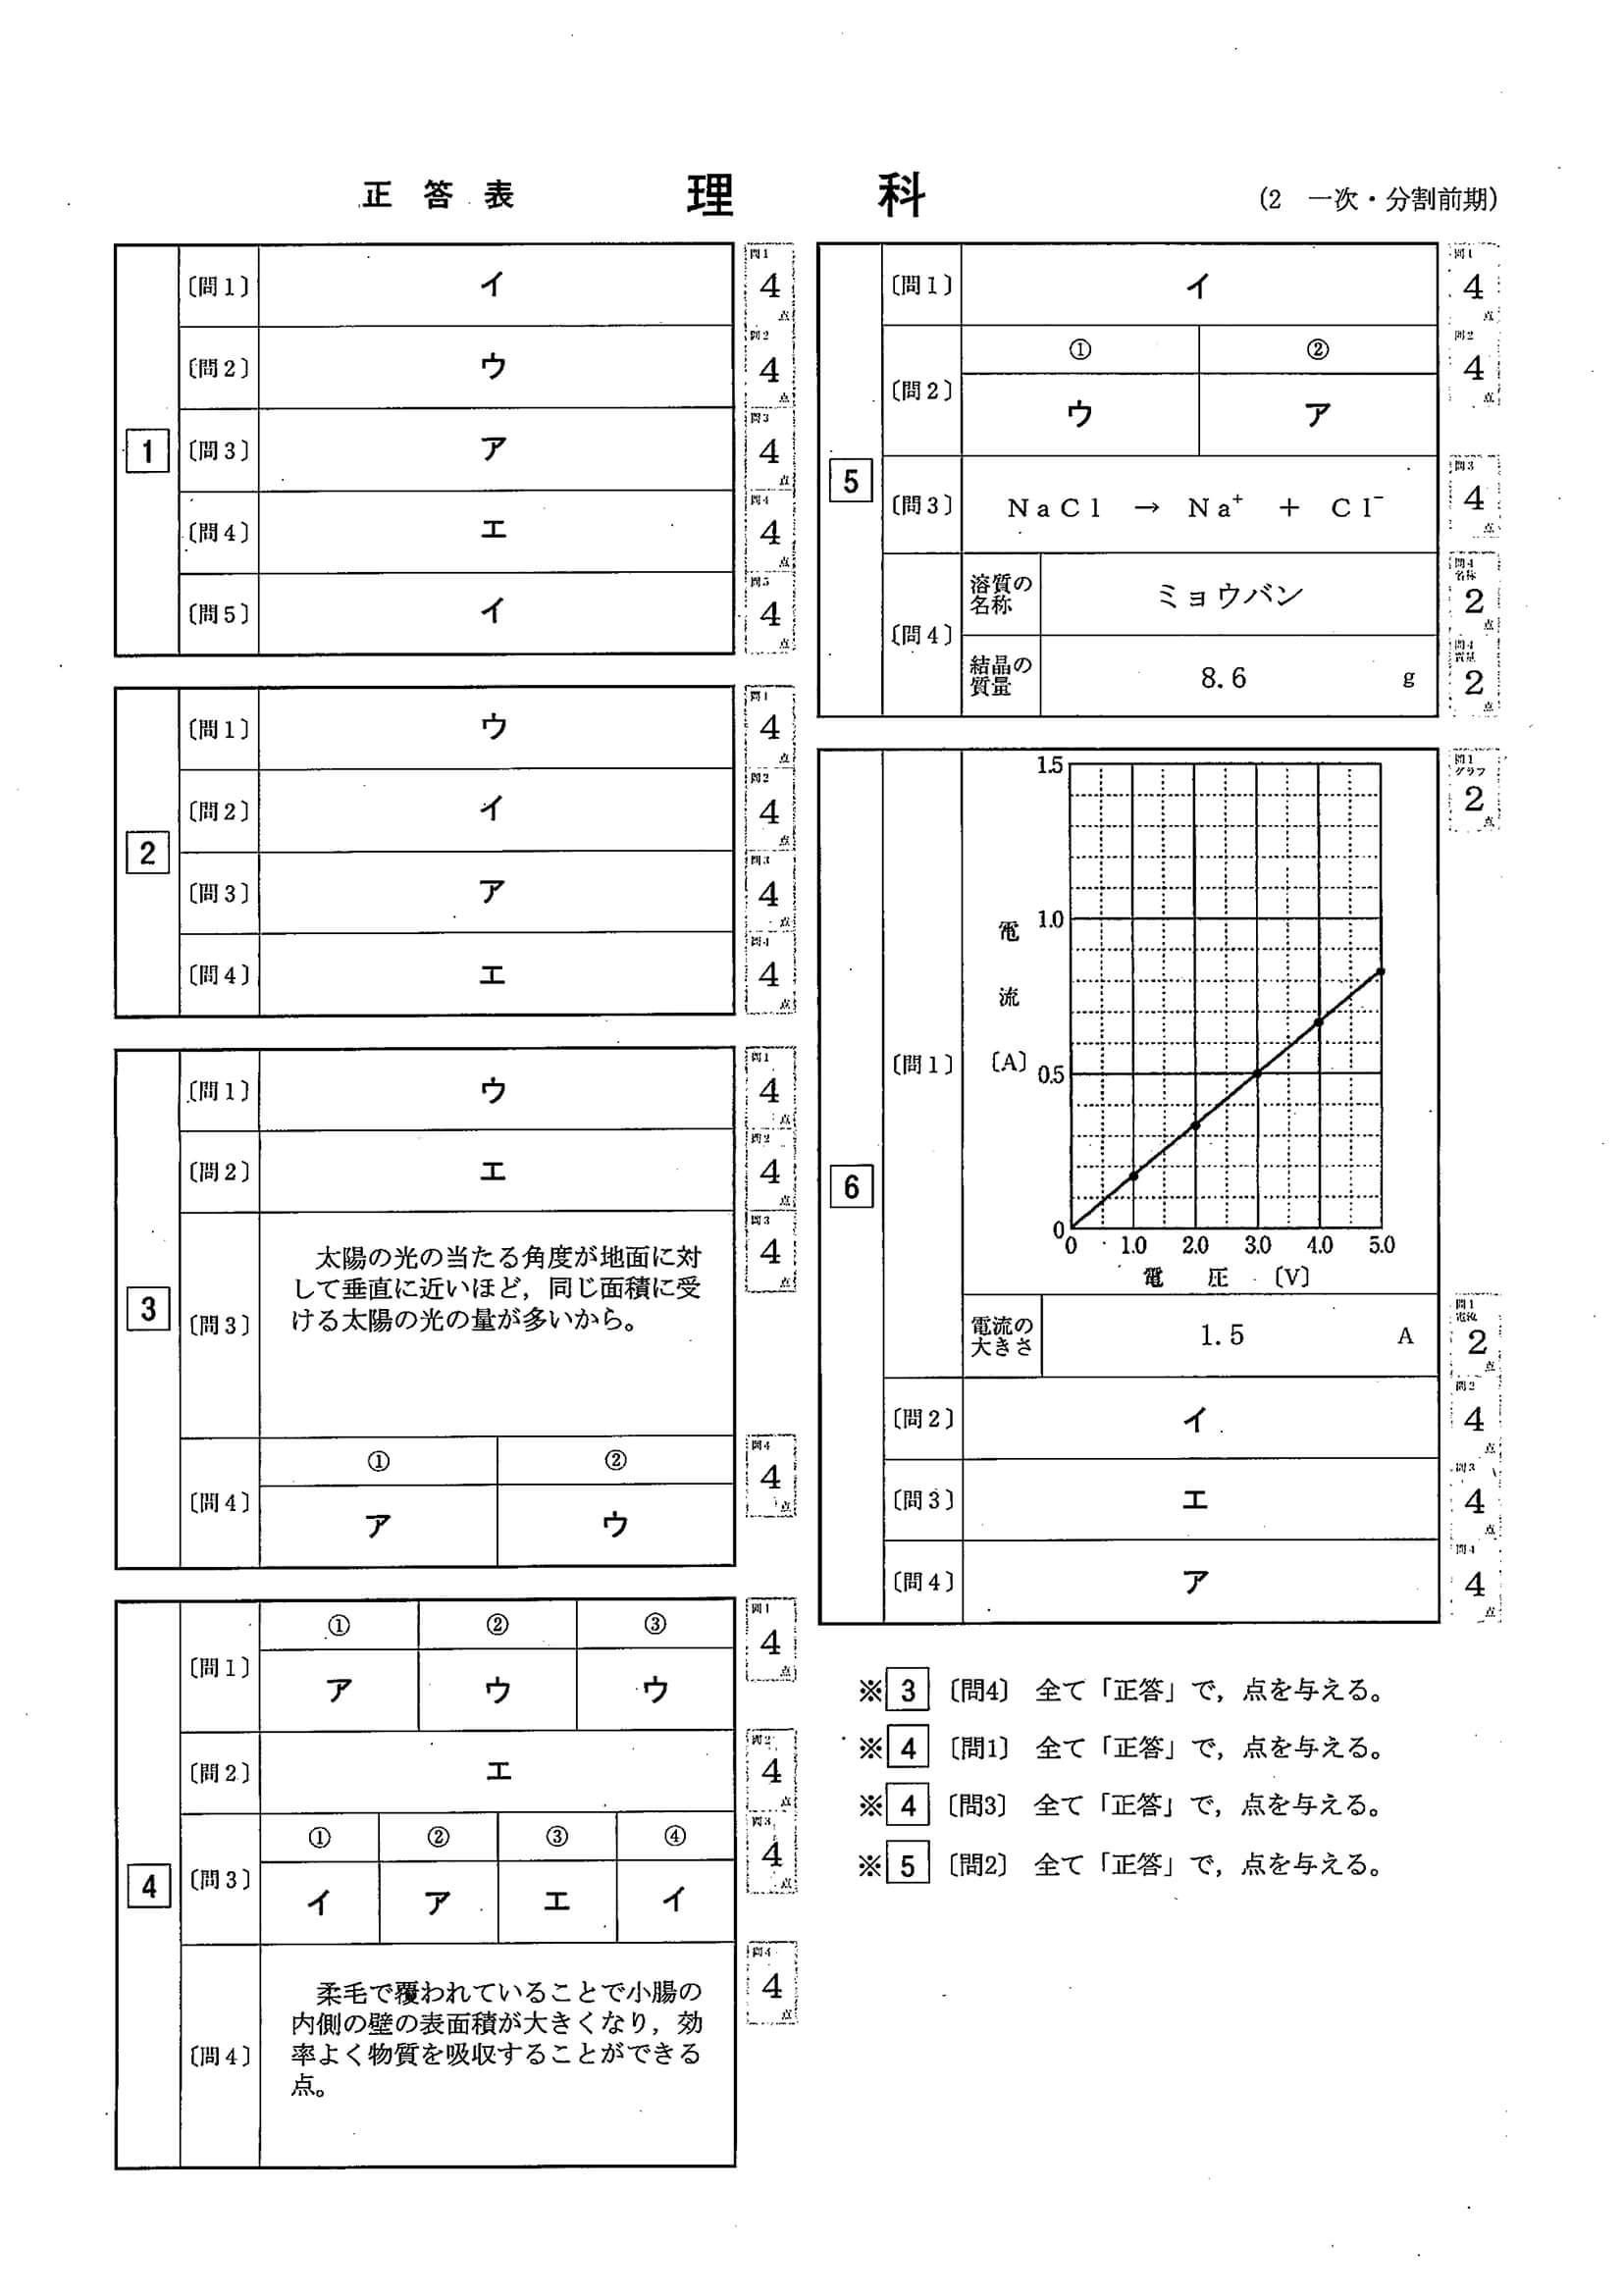 正答表 理科 (2 一次・分割前期)
1
〔問1〕 イ 問1 4点
〔問2〕 ウ 問2 4点
〔問3〕 ア 問3 4点
〔問4〕 エ 問4 4点
〔問5〕 イ 問5 4点
2
〔問1〕 ウ 問1 4点
〔問2〕 イ 問2 4点
〔問3〕 ア 問3 4点
〔問4〕 エ 問4 4点
3
〔問1〕 ウ 問1 4点
〔問2〕 エ 問2 4点
〔問3〕 問3 4点
太陽の光の当たる角度が地面に対
して垂直に近いほど，同じ面積に受
ける太陽の光の量が多いから。
〔問4〕 問4 4点
① ②
ア ウ
4
〔問1〕 問1 4点
① ② ③
ア ウ ウ
〔問2〕 エ 問2 4点
〔問3〕 問3 4点
① ② ③ ④
イ ア エ イ
〔問4〕 問4 4点
柔毛で覆われていることで小腸の
内側の壁の表面積が大きくなり，効
率よく物質を吸収することができる
点。
5
〔問1〕 イ 問1 4点
〔問2〕 問2 4点
① ②
ウ ア
〔問3〕 NaCl → Na⁺ + Cl⁻ 問3 4点
〔問4〕
溶質の
名称
ミョウバン 問4 名称 2点
結晶の
質量
8.6 g 問4 質量 2点
6
〔問1〕 問1 グラフ 2点
1.5
1.0
0.5
0
電流〔A〕
0 1.0 2.0 3.0 4.0 5.0
電圧〔V〕
電流の
大きさ
1.5 A 問1 電流 2点
〔問2〕 イ 問2 4点
〔問3〕 エ 問3 4点
〔問4〕 ア 問4 4点
※ 3 〔問4〕 全て「正答」で，点を与える。
※ 4 〔問1〕 全て「正答」で，点を与える。
※ 4 〔問3〕 全て「正答」で，点を与える。
※ 5 〔問2〕 全て「正答」で，点を与える。